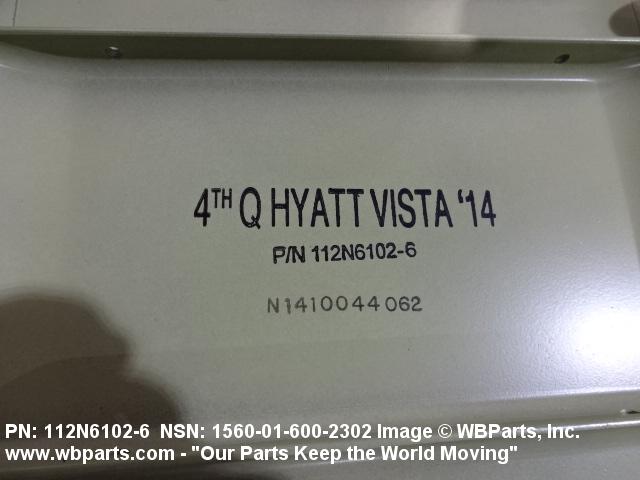 4TH Q HYATT VISTA '14
P/N 112N6102-6
N1410044062
PN: 112N6102-6 NSN: 1560-01-600-2302 Image © WBParts, Inc.
www.wbparts.com - "Our Parts Keep the World Moving"